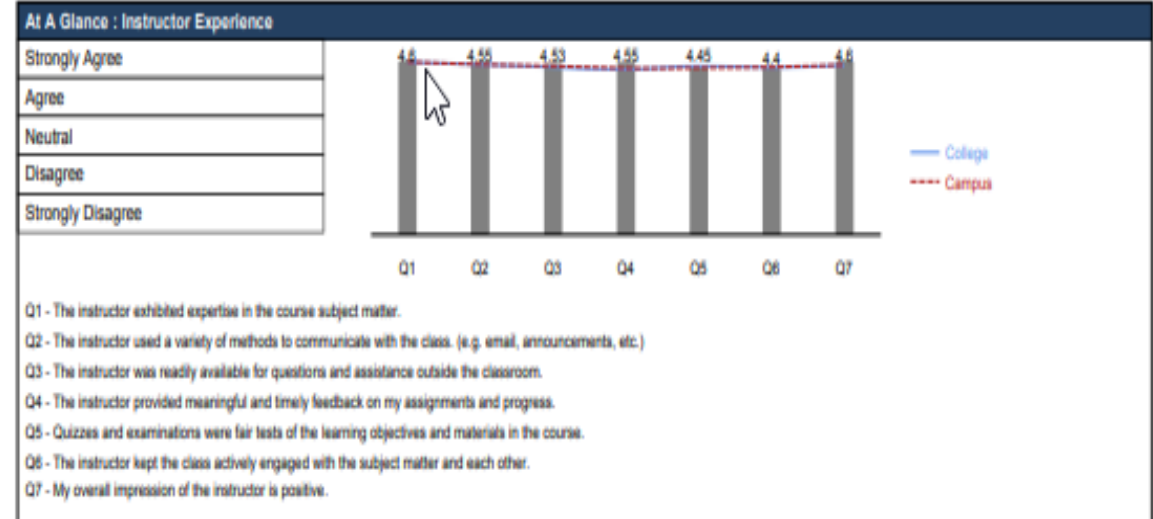 At A Glance : Instructor Experience
Strongly Agree
Agree
Neutral
Disagree
Strongly Disagree
4.6 4.55 4.53 4.55 4.45 4.4 4.6
College
Campus
Q1 Q2 Q3 Q4 Q5 Q6 Q7
Q1 - The instructor exhibited expertise in the course subject matter.
Q2 - The instructor used a variety of methods to communicate with the class. (e.g. email, announcements, etc.)
Q3 - The instructor was readily available for questions and assistance outside the classroom.
Q4 - The instructor provided meaningful and timely feedback on my assignments and progress.
Q5 - Quizzes and examinations were fair tests of the learning objectives and materials in the course.
Q6 - The instructor kept the class actively engaged with the subject matter and each other.
Q7 - My overall impression of the instructor is positive.